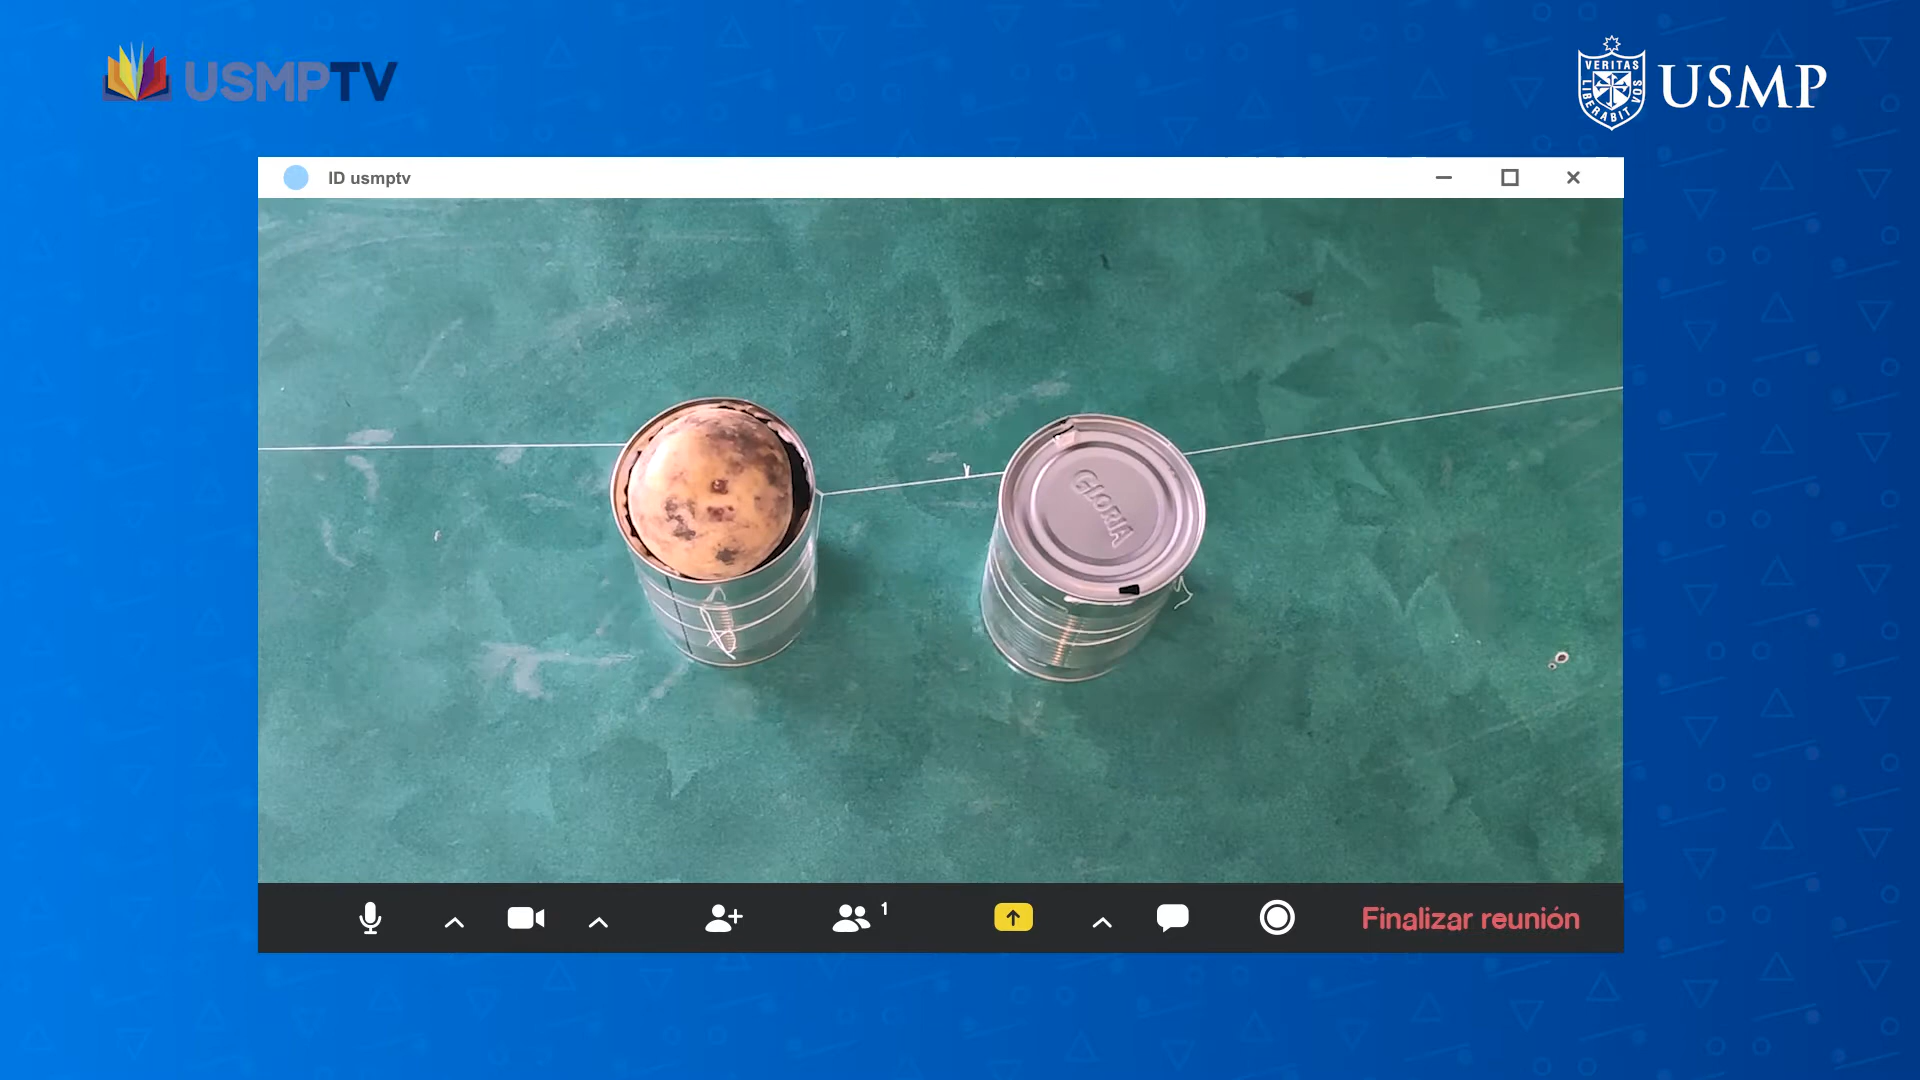 USMPTV
VERITAS
LIBERABIT VOS
USMP
ID usmptv
GLORIA
1
Finalizar reunión